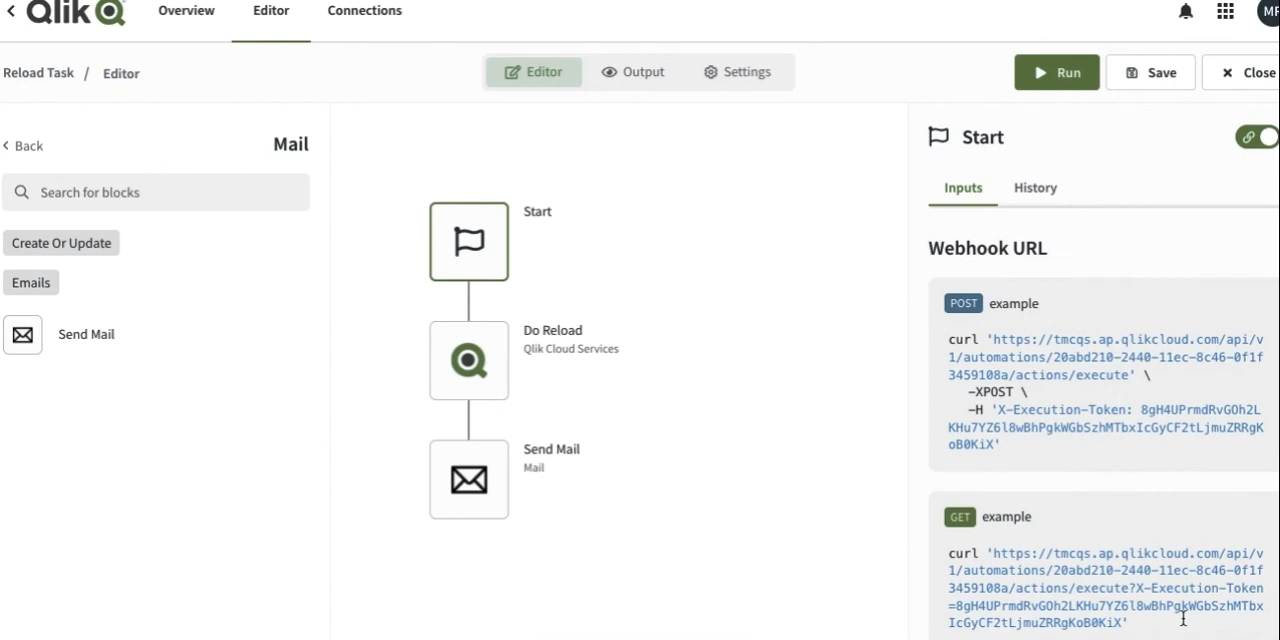 Qlik Overview Editor Connections MF
Reload Task / Editor
Editor Output Settings
Run Save Close
Back Mail
Search for blocks
Create Or Update
Emails
Send Mail
Start
Do Reload
Qlik Cloud Services
Send Mail
Mail
Start
Inputs History
Webhook URL
POST example
curl 'https://tmcqs.ap.qlikcloud.com/api/v
1/automations/20abd210-2440-11ec-8c46-0f1f
3459108a/actions/execute' \
-XPOST \
-H 'X-Execution-Token: 8gH4UPrmdRvGOh2L
KHu7YZ6l8wBhPgkWGbSzhMTbxIcGyCF2tLjmuZRRgK
oB0KiX'
GET example
curl 'https://tmcqs.ap.qlikcloud.com/api/v
1/automations/20abd210-2440-11ec-8c46-0f1f
3459108a/actions/execute?X-Execution-Token
=8gH4UPrmdRvGOh2LKHu7YZ6l8wBhPgkWGbSzhMTbx
IcGyCF2tLjmuZRRgKoB0KiX'